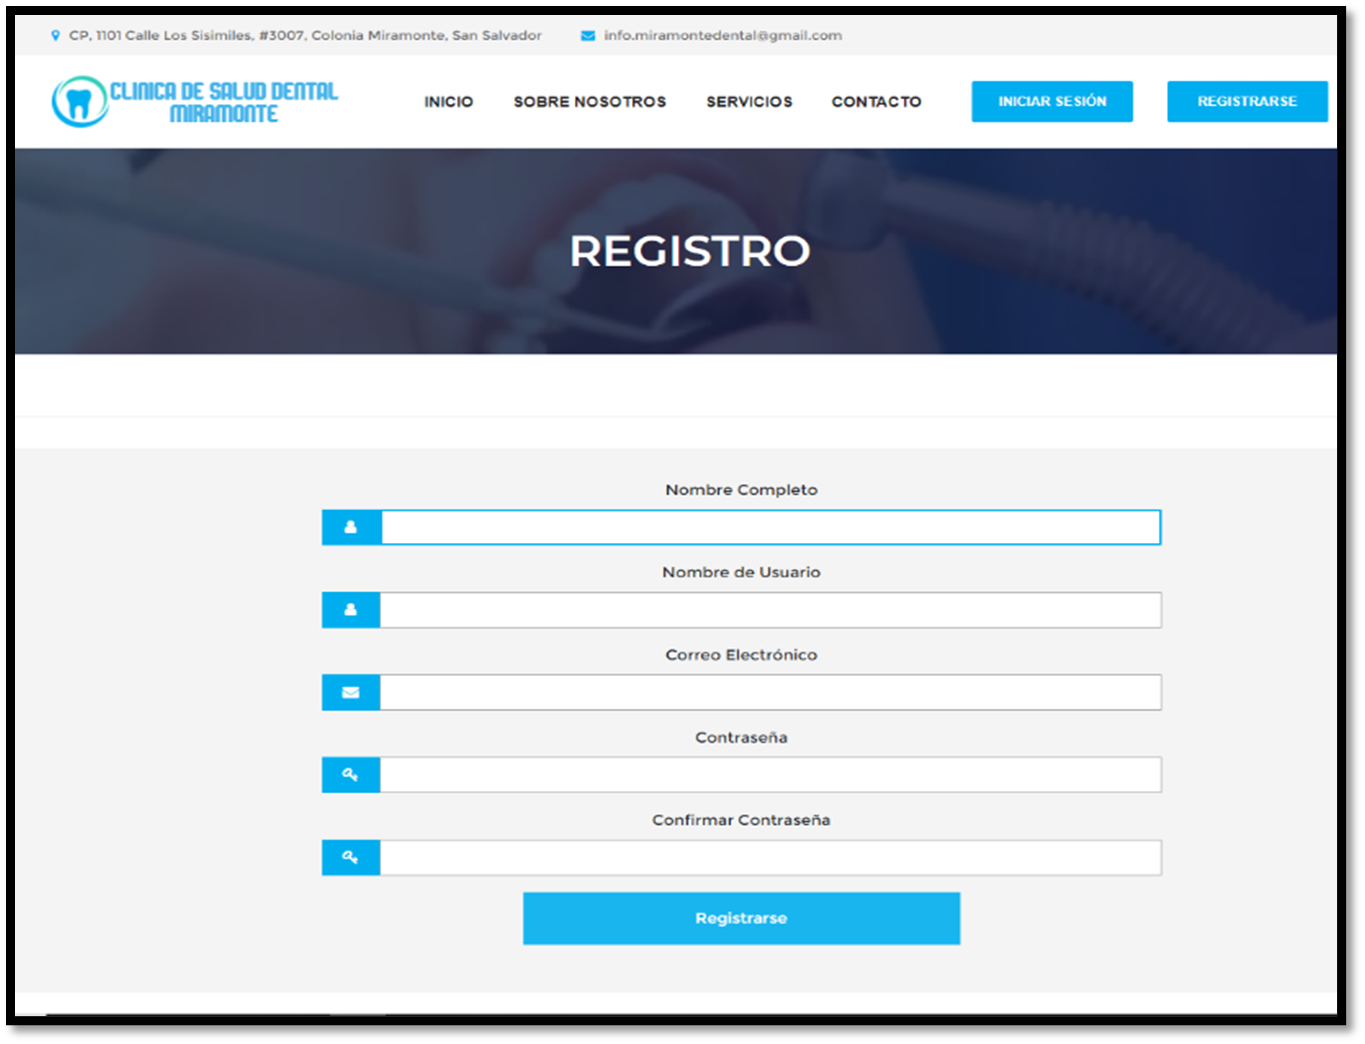 CP, 1101 Calle Los Sisimiles, #3007, Colonia Miramonte, San Salvador info.miramontedental@gmail.com
CLINICA DE SALUD DENTAL
MIRAMONTE
INICIO SOBRE NOSOTROS SERVICIOS CONTACTO INICIAR SESIÓN REGISTRARSE
REGISTRO
Nombre Completo
Nombre de Usuario
Correo Electrónico
Contraseña
Confirmar Contraseña
Registrarse